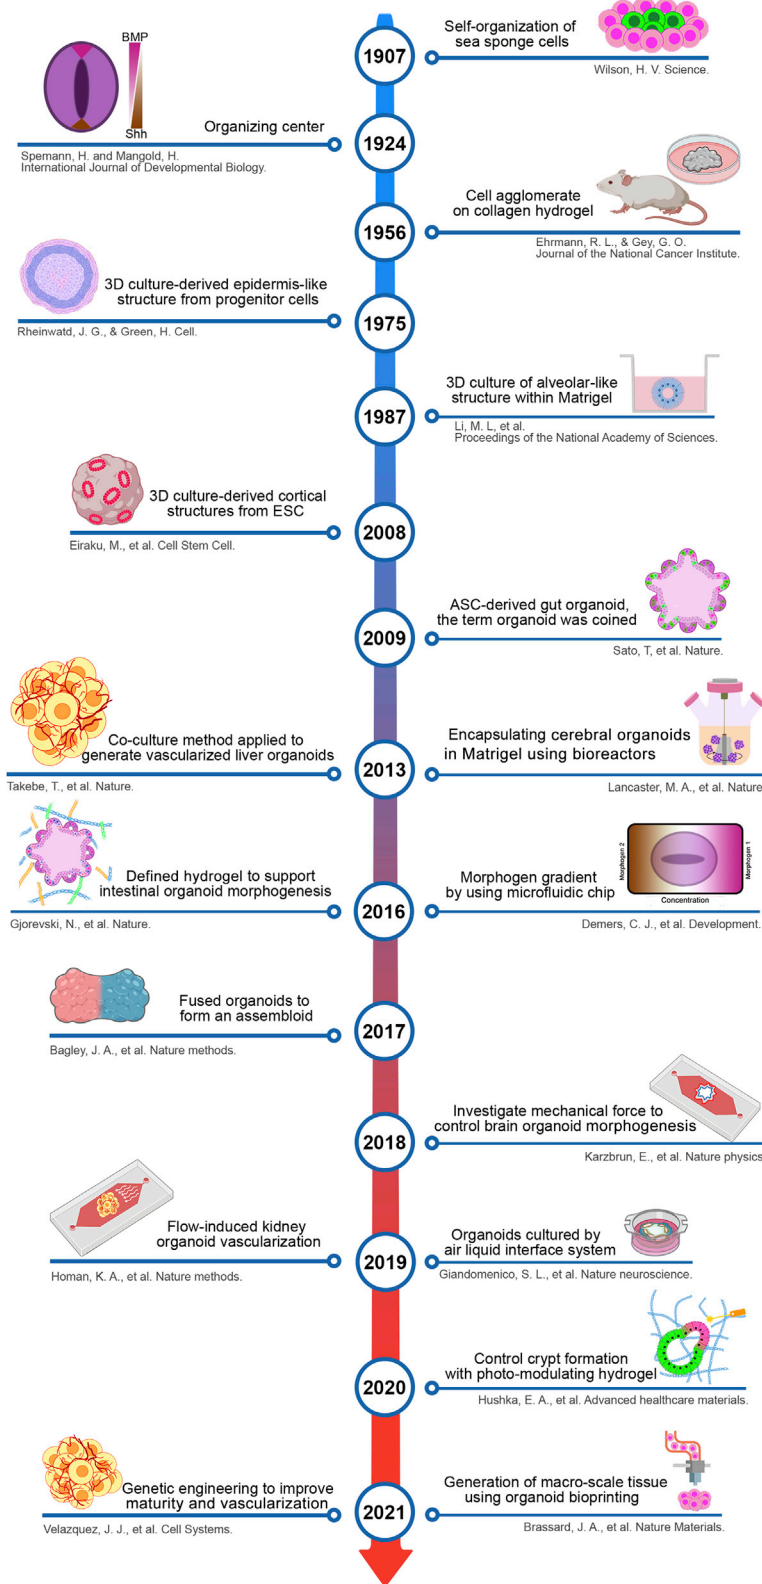 1907
Self-organization of
sea sponge cells
Wilson, H. V. Science.
BMP
Shh
Organizing center
1924
Spemann, H. and Mangold, H.
International Journal of Developmental Biology.
Cell agglomerate
on collagen hydrogel
1956
Ehrmann, R. L., & Gey, G. O.
Journal of the National Cancer Institute.
3D culture-derived epidermis-like
structure from progenitor cells
1975
Rheinwatd, J. G., & Green, H. Cell.
3D culture of alveolar-like
structure within Matrigel
1987
Li, M. L, et al.
Proceedings of the National Academy of Sciences.
3D culture-derived cortical
structures from ESC
2008
Eiraku, M., et al. Cell Stem Cell.
ASC-derived gut organoid,
the term organoid was coined
2009
Sato, T, et al. Nature.
Co-culture method applied to
generate vascularized liver organoids
Takebe, T., et al. Nature.
2013
Encapsulating cerebral organoids
in Matrigel using bioreactors
Lancaster, M. A., et al. Nature
Defined hydrogel to support
intestinal organoid morphogenesis
Gjorevski, N., et al. Nature.
2016
Morphogen gradient
by using microfluidic chip
Morphogen 2
Morphogen 1
Concentration
Demers, C. J., et al. Development.
Fused organoids to
form an assembloid
2017
Bagley, J. A., et al. Nature methods.
Investigate mechanical force to
control brain organoid morphogenesis
2018
Karzbrun, E., et al. Nature physics
Flow-induced kidney
organoid vascularization
Homan, K. A., et al. Nature methods.
2019
Organoids cultured by
air liquid interface system
Giandomenico, S. L., et al. Nature neuroscience.
Control crypt formation
with photo-modulating hydrogel
2020
Hushka, E. A., et al. Advanced healthcare materials.
Genetic engineering to improve
maturity and vascularization
Velazquez, J. J., et al. Cell Systems.
2021
Generation of macro-scale tissue
using organoid bioprinting
Brassard, J. A., et al. Nature Materials.